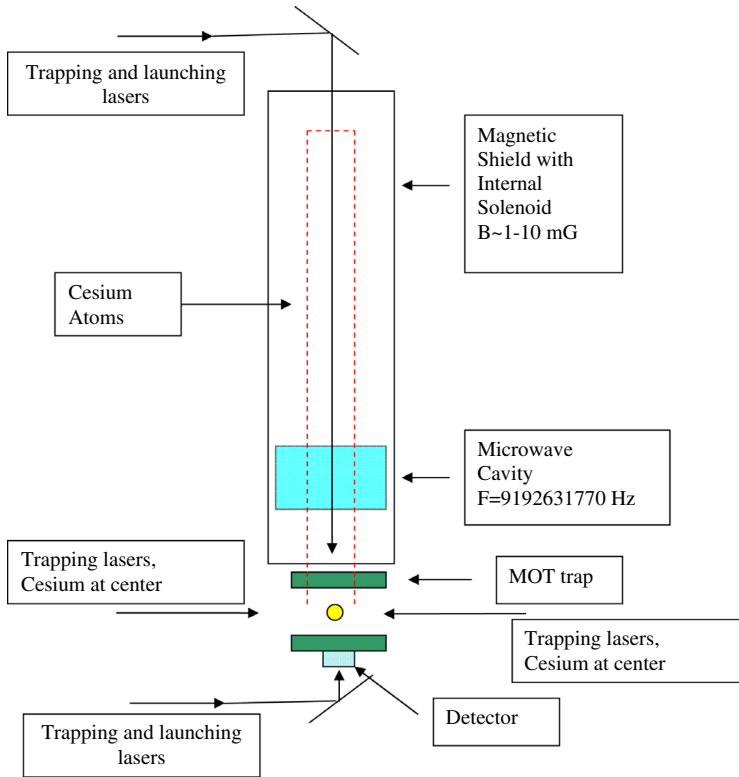 Trapping and launching
lasers
Magnetic
Shield with
Internal
Solenoid
B~1-10 mG
Cesium
Atoms
Microwave
Cavity
F=9192631770 Hz
Trapping lasers,
Cesium at center
MOT trap
Trapping lasers,
Cesium at center
Detector
Trapping and launching
lasers